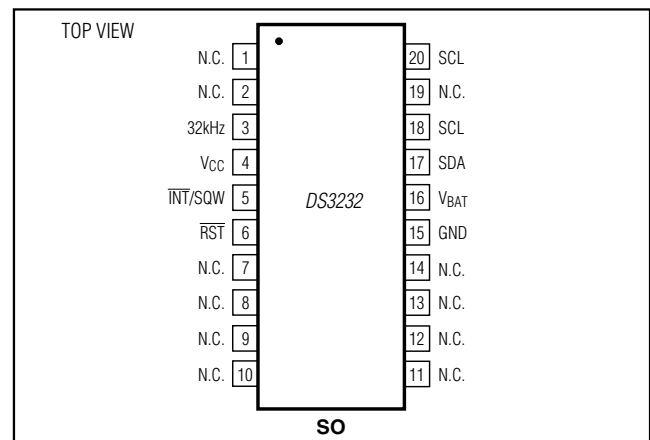 TOP VIEW
N.C. 1
N.C. 2
32kHz 3
VCC 4
INT/SQW 5
RST 6
N.C. 7
N.C. 8
N.C. 9
N.C. 10
DS3232
20 SCL
19 N.C.
18 SCL
17 SDA
16 VBAT
15 GND
14 N.C.
13 N.C.
12 N.C.
11 N.C.
SO